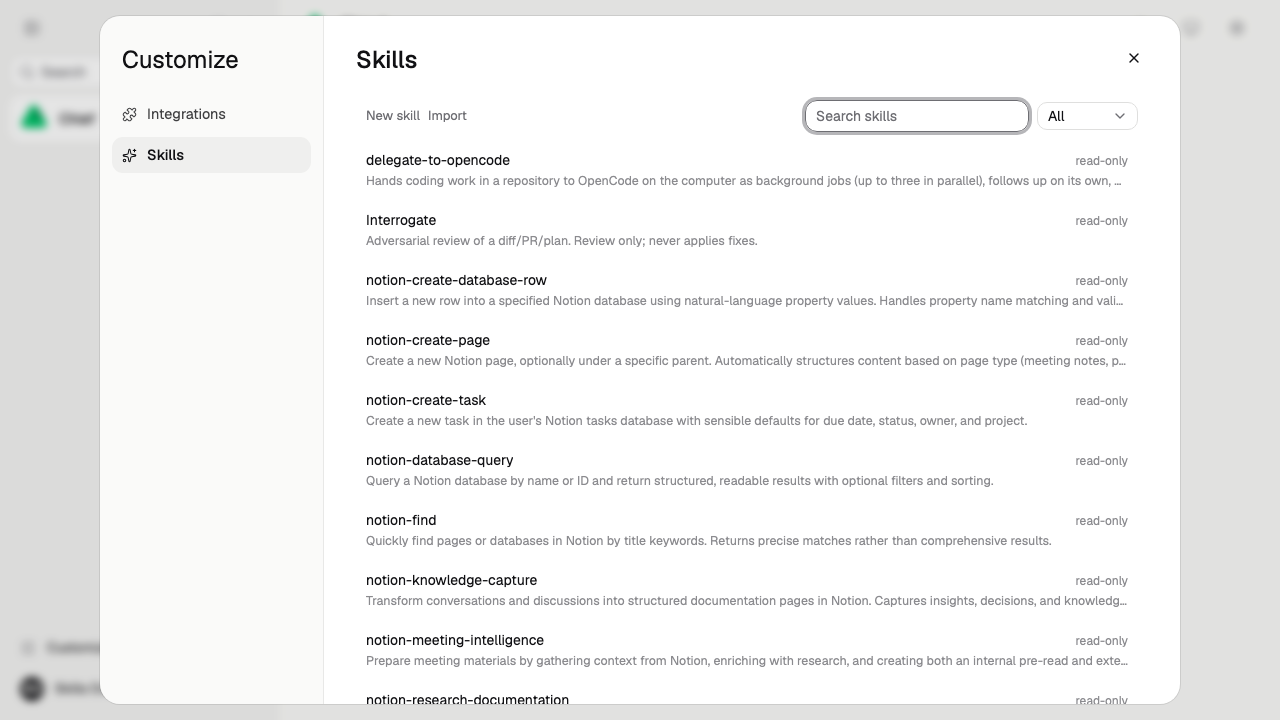 Customize
Integrations
Skills
Skills
New skill
Import
Search skills
All
delegate-to-opencode
read-only
Hands coding work in a repository to OpenCode on the computer as background jobs (up to three in parallel), follows up on its own, …
Interrogate
read-only
Adversarial review of a diff/PR/plan. Review only; never applies fixes.
notion-create-database-row
read-only
Insert a new row into a specified Notion database using natural-language property values. Handles property name matching and vali…
notion-create-page
read-only
Create a new Notion page, optionally under a specific parent. Automatically structures content based on page type (meeting notes, p…
notion-create-task
read-only
Create a new task in the user's Notion tasks database with sensible defaults for due date, status, owner, and project.
notion-database-query
read-only
Query a Notion database by name or ID and return structured, readable results with optional filters and sorting.
notion-find
read-only
Quickly find pages or databases in Notion by title keywords. Returns precise matches rather than comprehensive results.
notion-knowledge-capture
read-only
Transform conversations and discussions into structured documentation pages in Notion. Captures insights, decisions, and knowledg…
notion-meeting-intelligence
read-only
Prepare meeting materials by gathering context from Notion, enriching with research, and creating both an internal pre-read and exte…
notion-research-documentation
read-only
Search